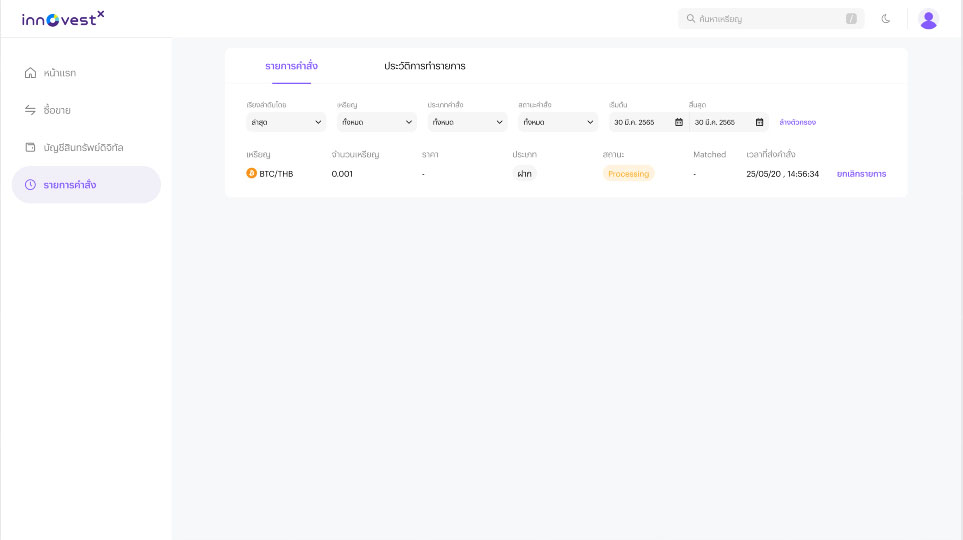 innovestx
ค้นหาเหรียญ /
หน้าแรก
ซื้อขาย
บัญชีสินทรัพย์ดิจิทัล
รายการคำสั่ง
รายการคำสั่ง ประวัติการทำรายการ
เรียงลำดับโดย เหรียญ ประเภทคำสั่ง สถานะคำสั่ง เริ่มต้น สิ้นสุด
ล่าสุด ทั้งหมด ทั้งหมด ทั้งหมด 30 มี.ค. 2565 30 มี.ค. 2565 ล้างตัวกรอง
เหรียญ จำนวนเหรียญ ราคา ประเภท สถานะ Matched เวลาที่ส่งคำสั่ง
BTC/THB 0.001 - ฝาก Processing - 25/05/20 , 14:56:34 ยกเลิกรายการ